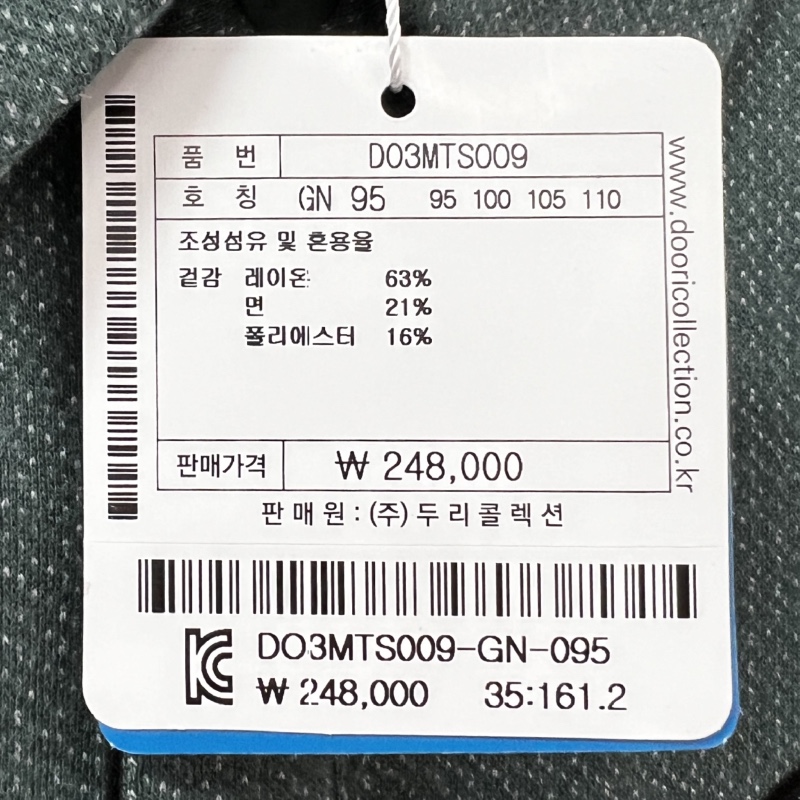 품 번 DO3MTS009
호 칭 GN 95 95 100 105 110
조성섬유 및 혼용율
겉감 레이온 63%
면 21%
폴리에스터 16%
판매가격 ₩ 248,000
판 매 원 : (주) 두 리 콜 렉 션
www.dooricollection.co.kr
DO3MTS009-GN-095
₩ 248,000 35:161.2